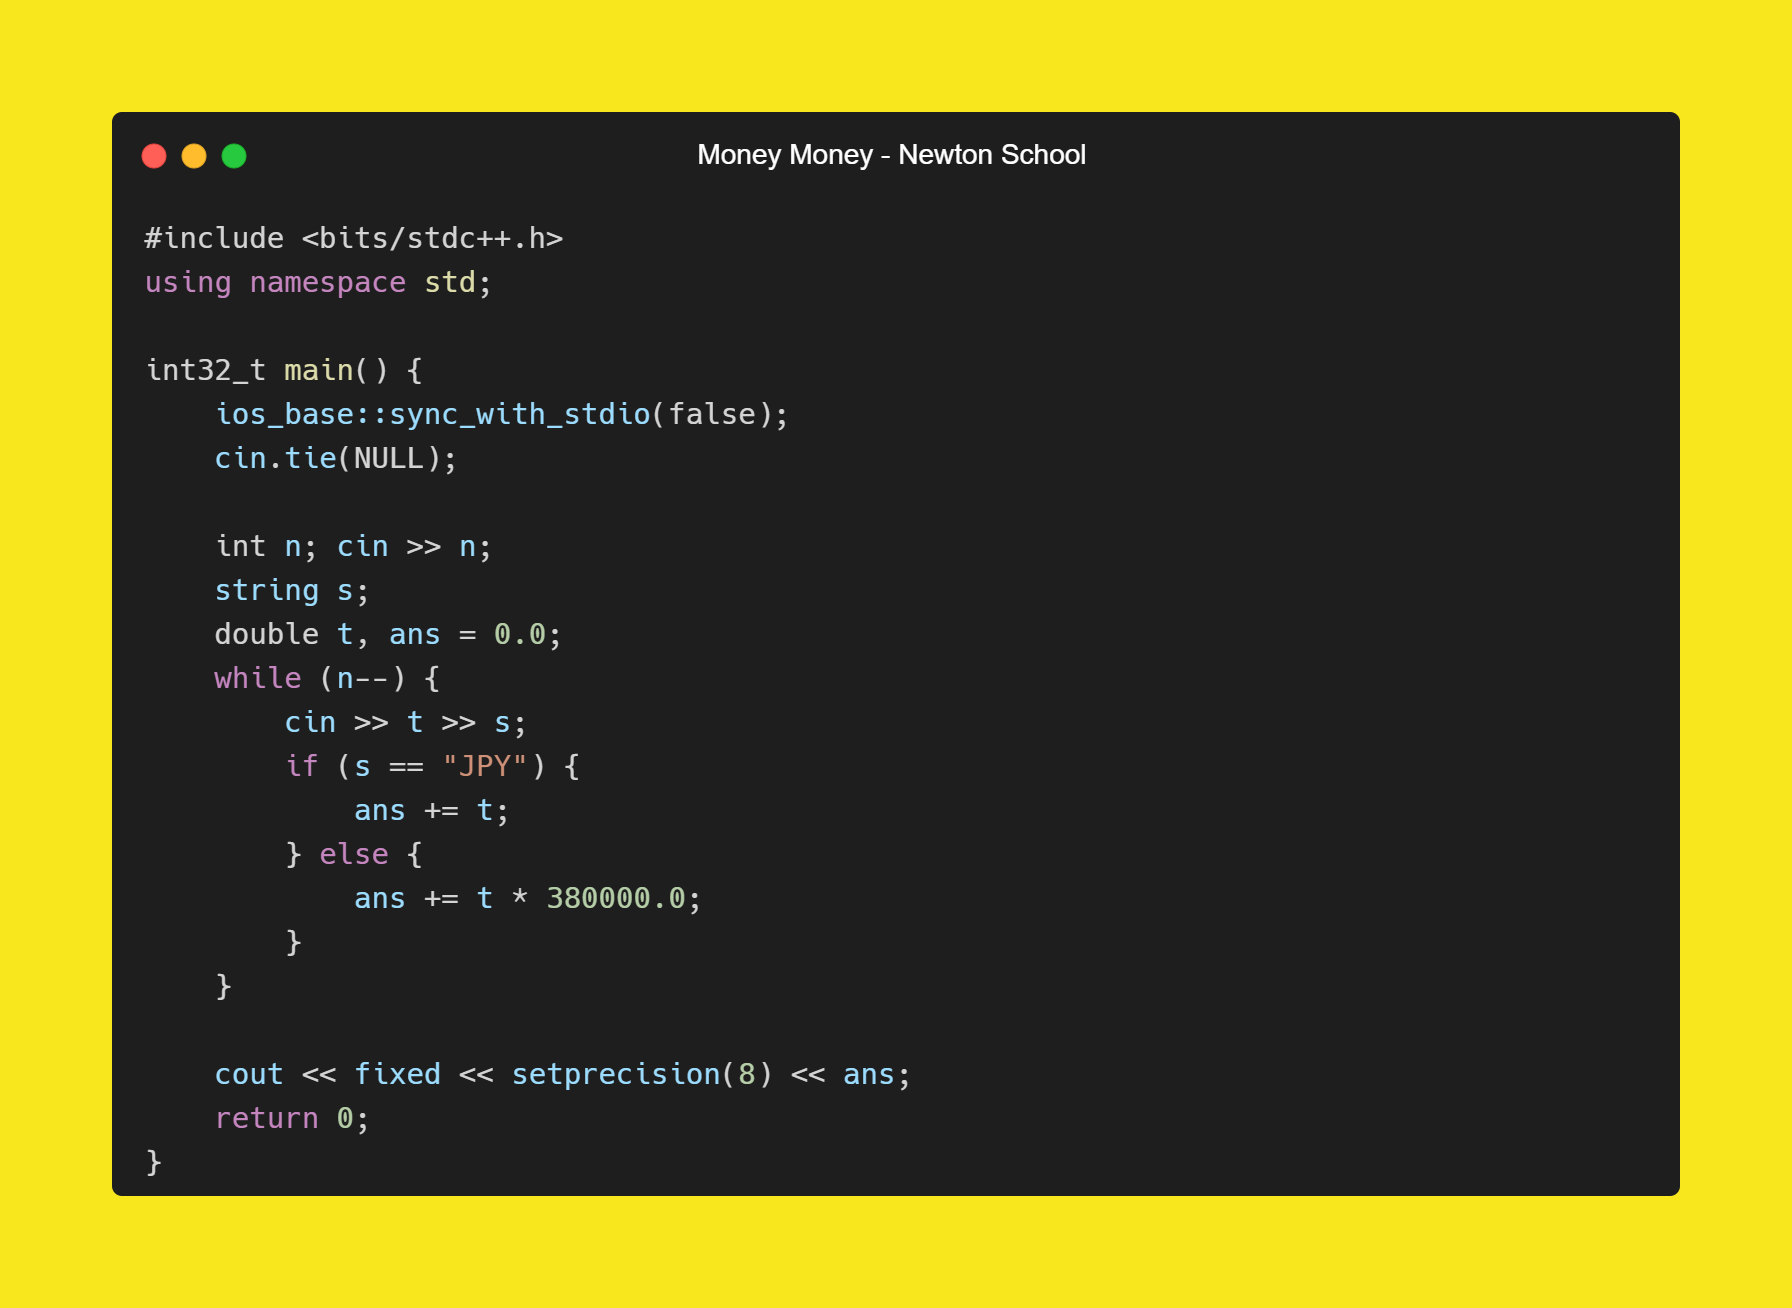 Money Money - Newton School
#include <bits/stdc++.h>
using namespace std;
int32_t main() {
    ios_base::sync_with_stdio(false);
    cin.tie(NULL);
    int n; cin >> n;
    string s;
    double t, ans = 0.0;
    while (n--) {
        cin >> t >> s;
        if (s == "JPY") {
            ans += t;
        } else {
            ans += t * 380000.0;
        }
    }
    cout << fixed << setprecision(8) << ans;
    return 0;
}